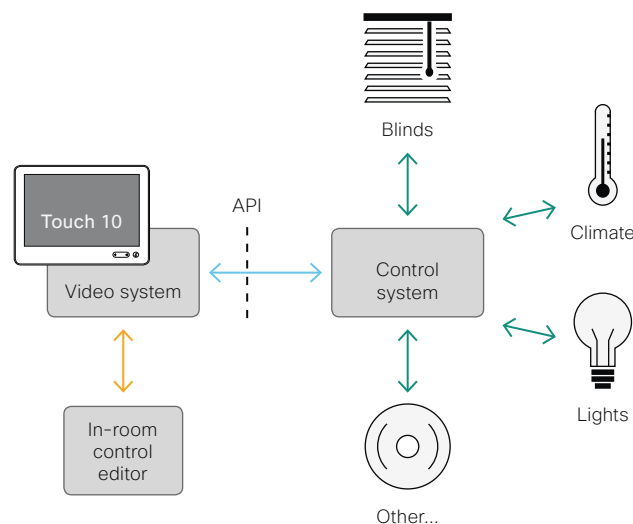 Blinds
Touch 10
API
Climate
Video system
Control
system
In-room
control
editor
Lights
Other...